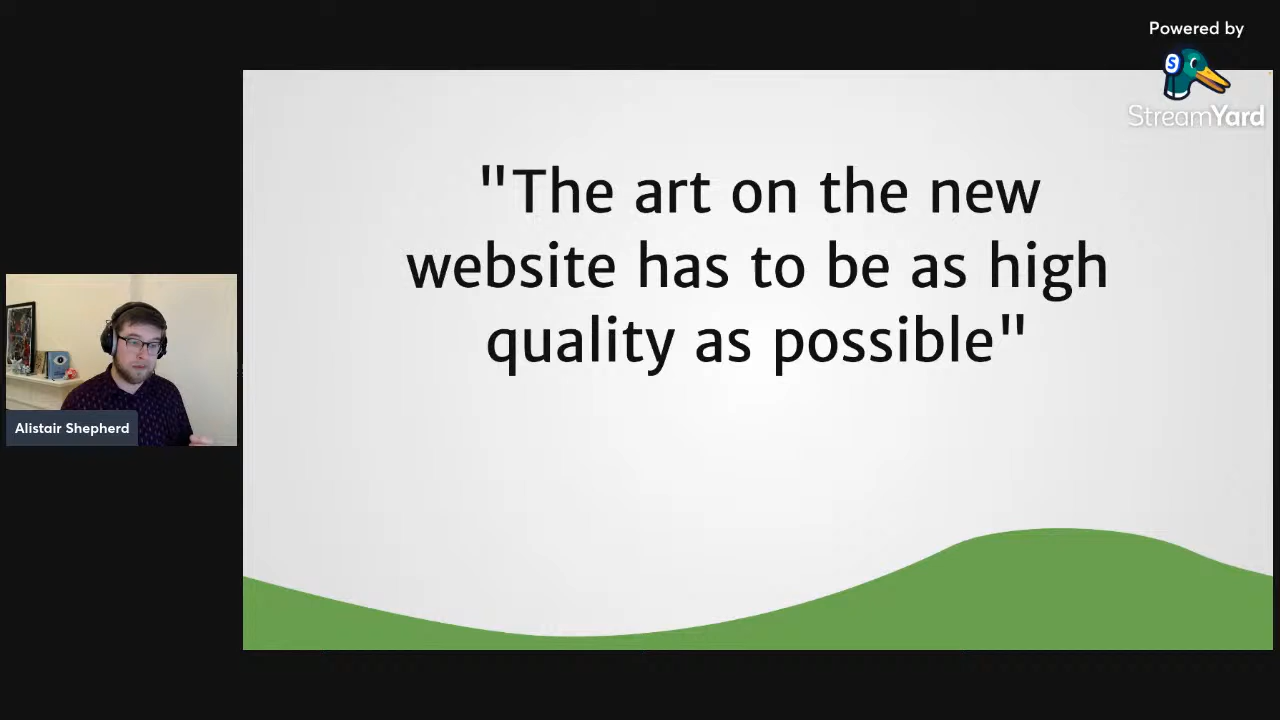 Powered by
S
StreamYard
"The art on the new
website has to be as high
quality as possible"
Alistair Shepherd